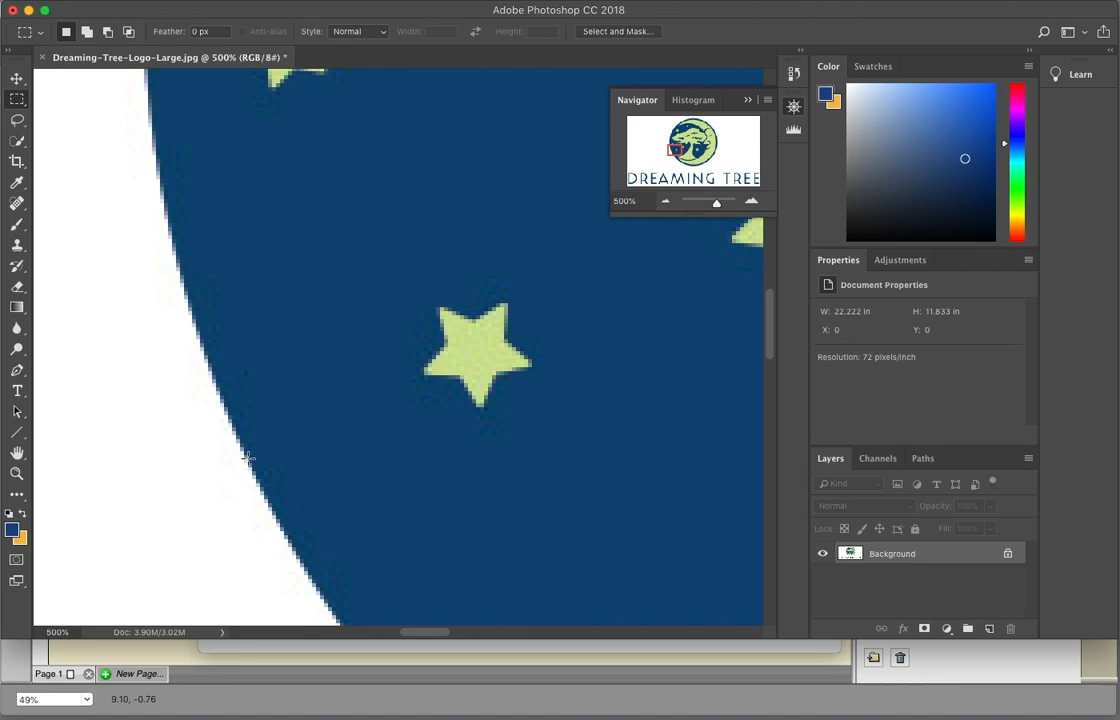 Adobe Photoshop CC 2018
Feather: 0 px Anti-alias Style: Normal Width: Height: Select and Mask...
Dreaming-Tree-Logo-Large.jpg @ 500% (RGB/8#) *
Color Swatches
Learn
Navigator Histogram
DREAMING TREE
500%
Properties Adjustments
Document Properties
W: 22.222 in H: 11.833 in
X: 0 Y: 0
Resolution: 72 pixels/inch
Layers Channels Paths
Kind
Normal Opacity: 100%
Lock: Fill: 100%
Background
500% Doc: 3.90M/3.02M
Page 1 New Page...
49% 9.10, -0.76